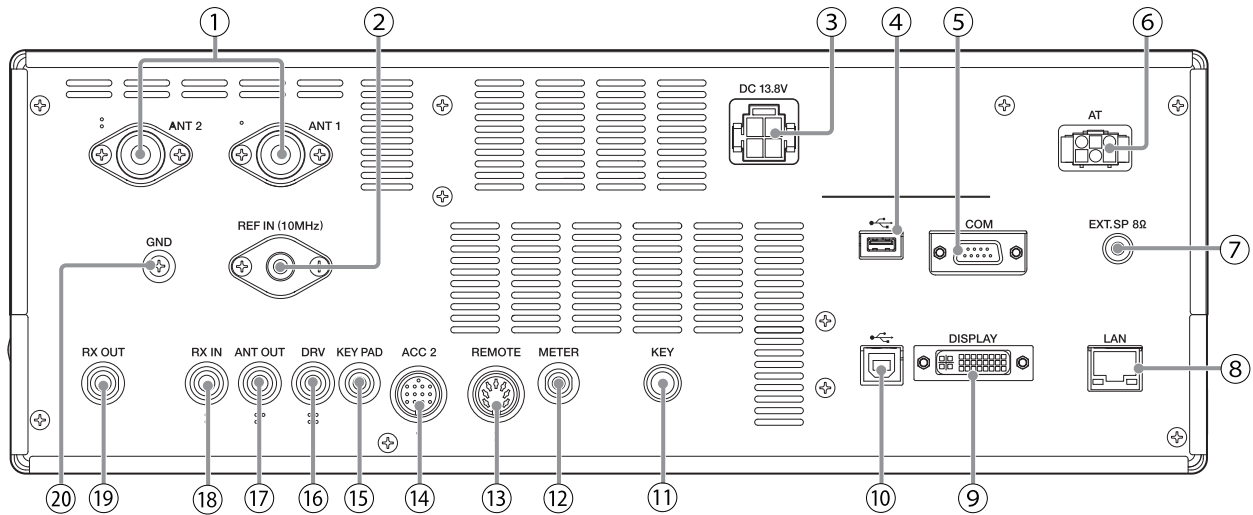 1 2 3 4 5 6
DC 13.8V
ANT 2 ANT 1 AT
GND REF IN (10MHz) COM EXT.SP 8Ω
7
RX OUT RX IN ANT OUT DRV KEY PAD ACC 2 REMOTE METER KEY DISPLAY LAN
8
20 19 18 17 16 15 14 13 12 11 10 9